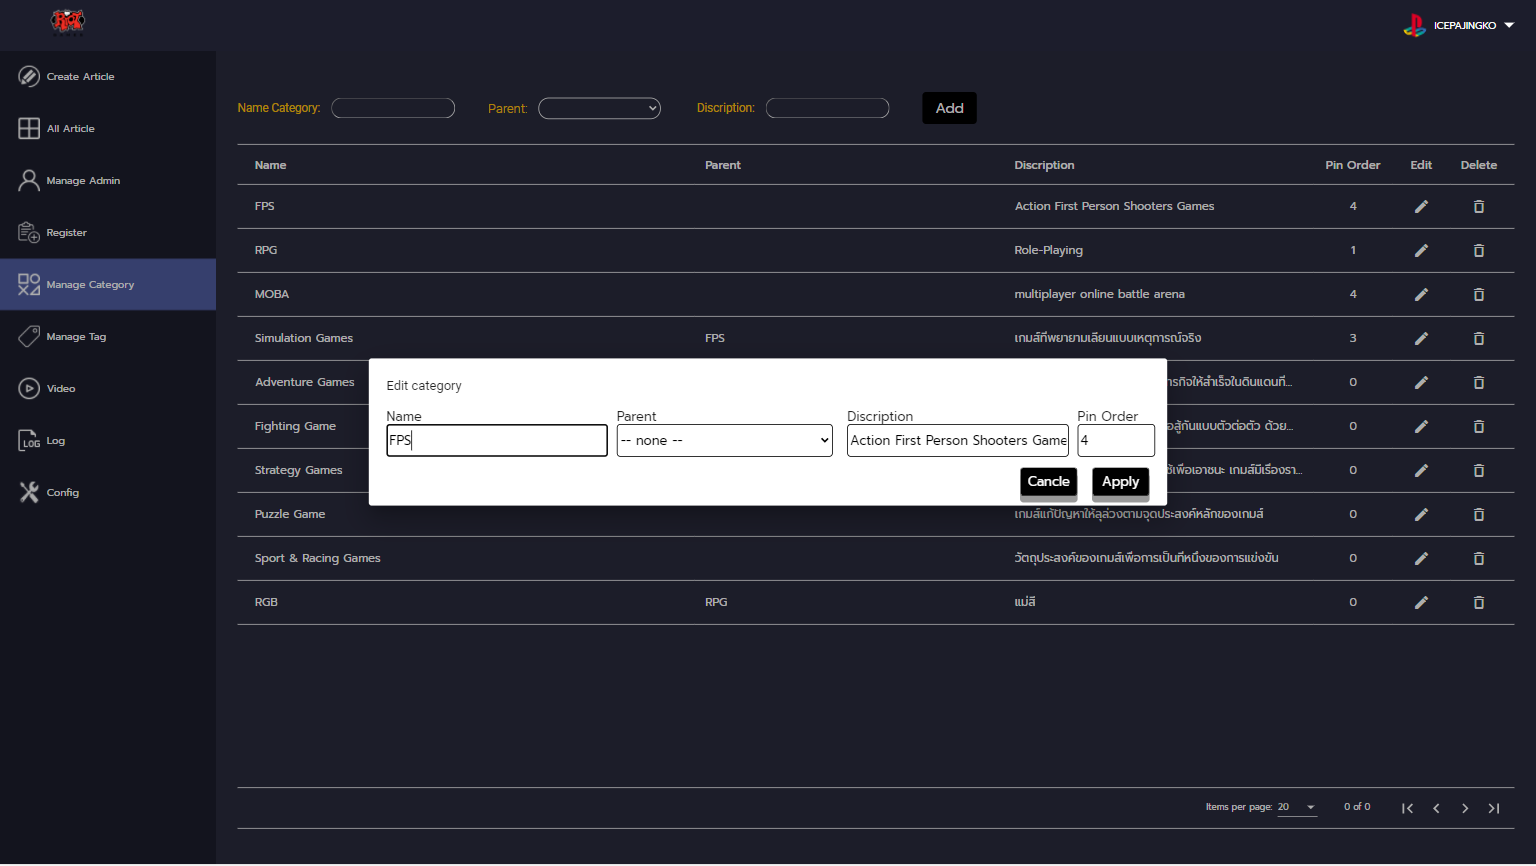 RIOT
ICEPAJINGKO
Create Article
All Article
Manage Admin
Register
Manage Category
Manage Tag
Video
LOG
Log
Config
Name Category:
Parent:
Discription:
Add
Name Parent Discription Pin Order Edit Delete
FPS Action First Person Shooters Games 4
RPG Role-Playing 1
MOBA multiplayer online battle arena 4
Simulation Games FPS เกมส์ที่พยายามเลียนแบบเหตุการณ์จริง 3
Adventure Games ารกิจให้สำเร็จในดินแดนที่... 0
Fighting Game อสู้กันแบบตัวต่อตัว ด้วย... 0
Strategy Games ช้เพื่อเอาชนะ เกมส์มีเรื่องรา... 0
Puzzle Game เกมส์แก้ปัญหาให้ลุล่วงตามจุดประสงค์หลักของเกมส์ 0
Sport & Racing Games วัตถุประสงค์ของเกมส์เพื่อการเป็นที่หนึ่งของการแข่งขัน 0
RGB RPG แม่สี 0
Edit category
Name Parent Discription Pin Order
FPS -- none -- Action First Person Shooters Game 4
Cancle Apply
Items per page: 20 0 of 0